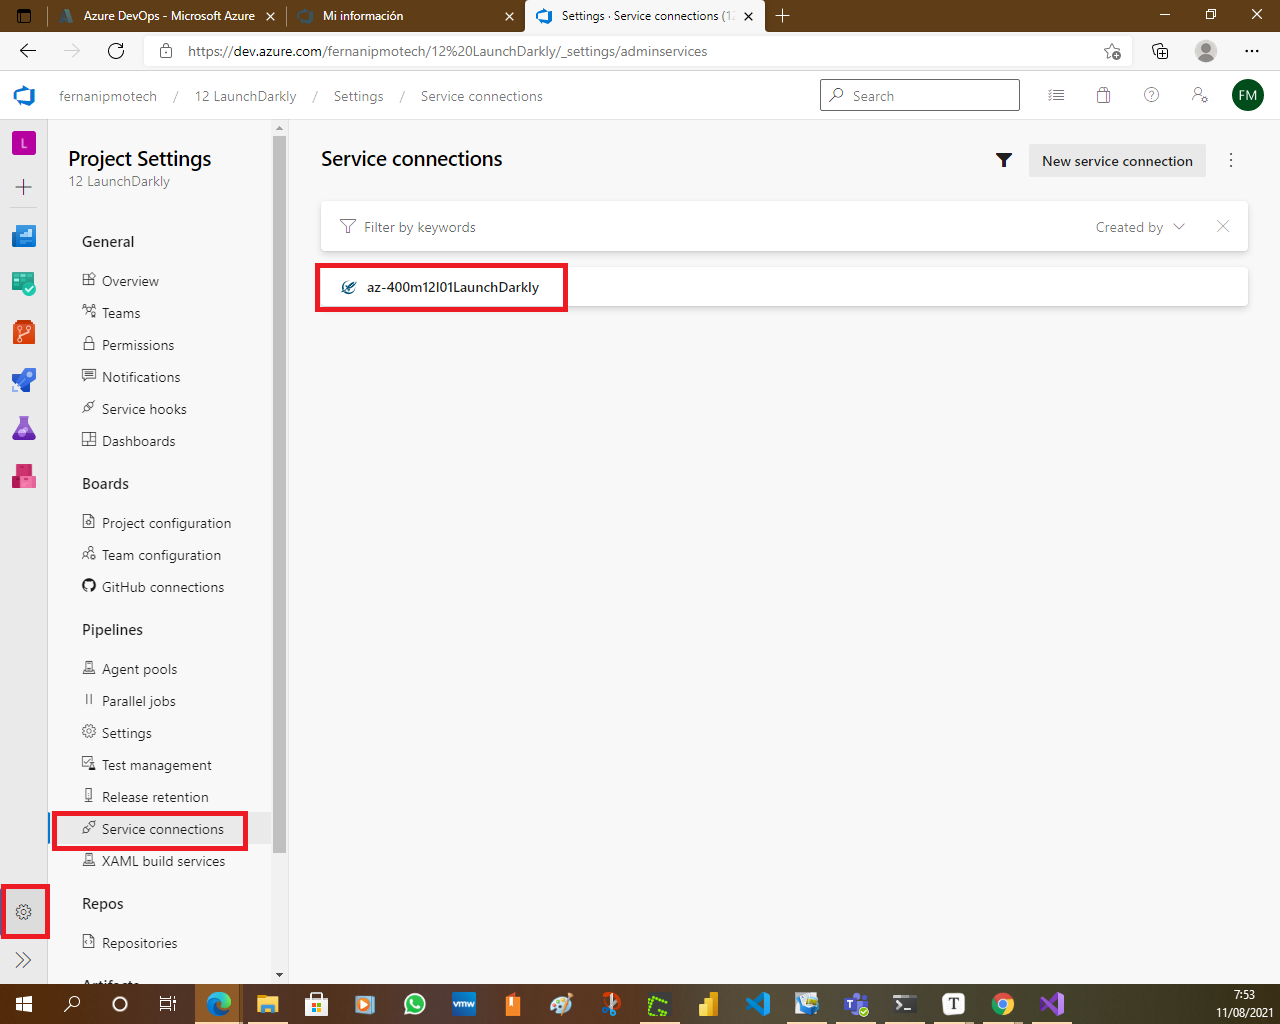 Azure DevOps - Microsoft Azure
Mi información
Settings · Service connections (12
https://dev.azure.com/fernanipmotech/12%20LaunchDarkly/_settings/adminservices
fernanipmotech / 12 LaunchDarkly / Settings / Service connections
Search
FM
L
Project Settings
12 LaunchDarkly
General
Overview
Teams
Permissions
Notifications
Service hooks
Dashboards
Boards
Project configuration
Team configuration
GitHub connections
Pipelines
Agent pools
Parallel jobs
Settings
Test management
Release retention
Service connections
XAML build services
Repos
Repositories
Artifacts
Service connections
New service connection
Filter by keywords
Created by
az-400m12l01LaunchDarkly
vmw
T
7:53
11/08/2021